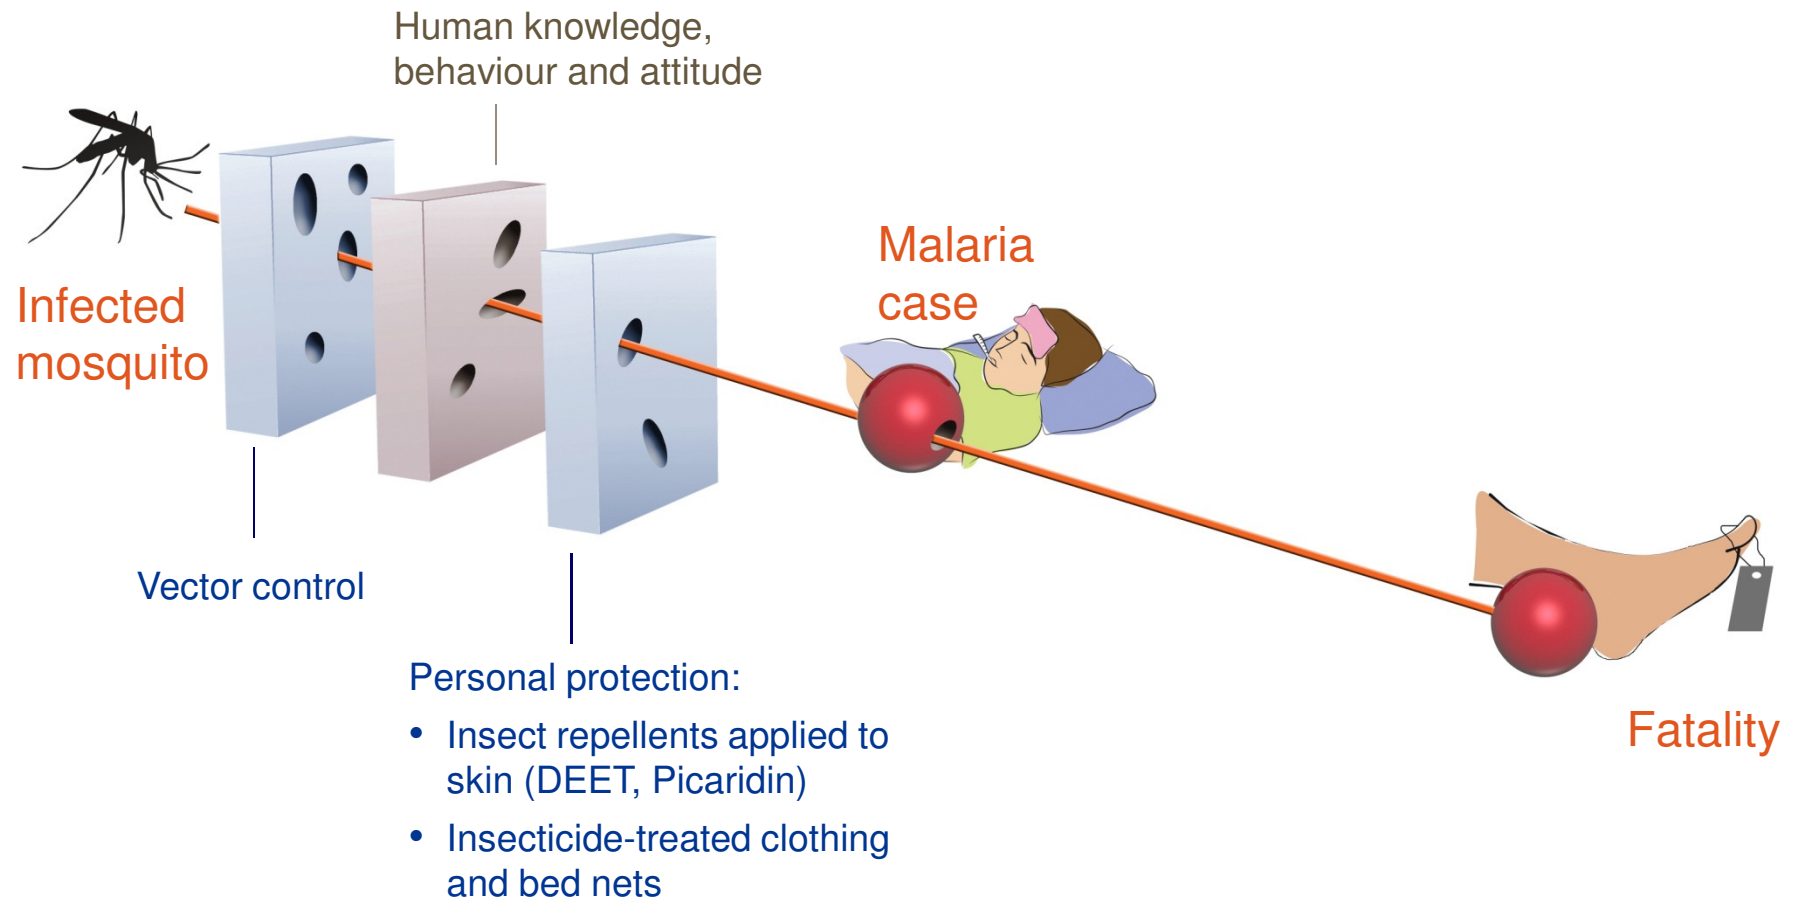 Human knowledge,
behaviour and attitude
Infected
mosquito
Malaria
case
Vector control
Personal protection:
• Insect repellents applied to
skin (DEET, Picaridin)
• Insecticide-treated clothing
and bed nets
Fatality